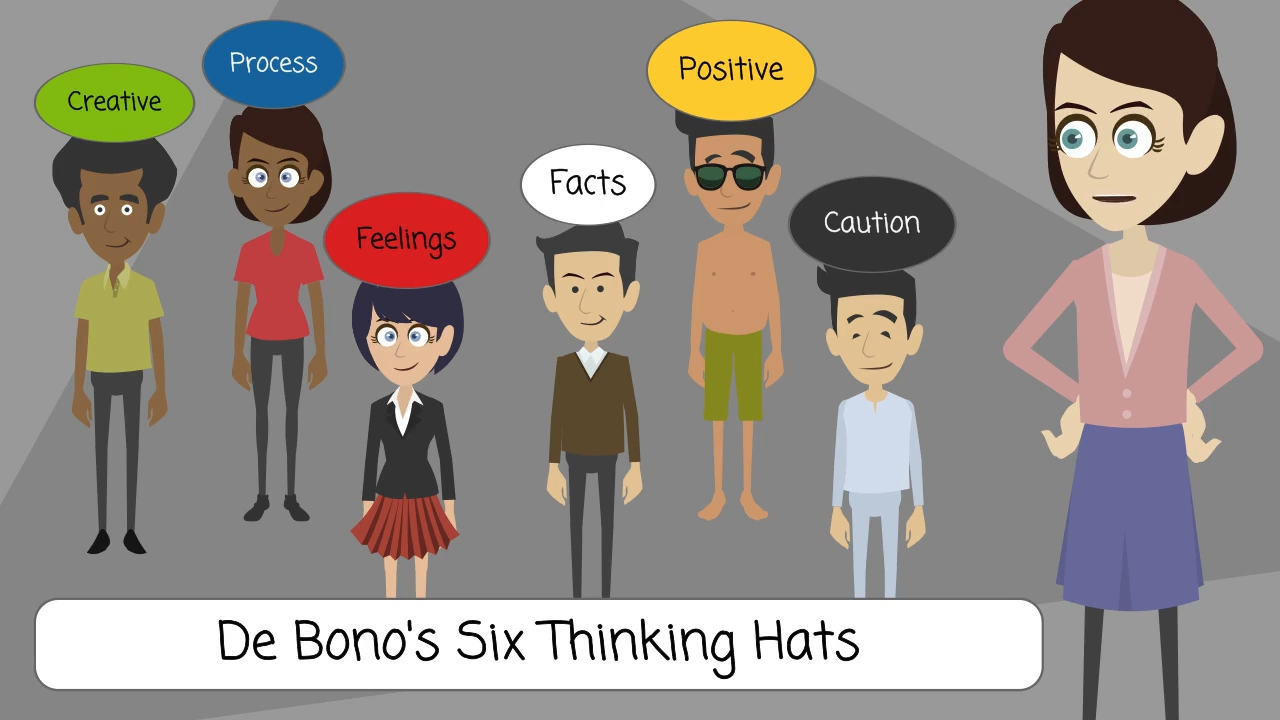 Creative
Process
Feelings
Facts
Positive
Caution
De Bono's Six Thinking Hats